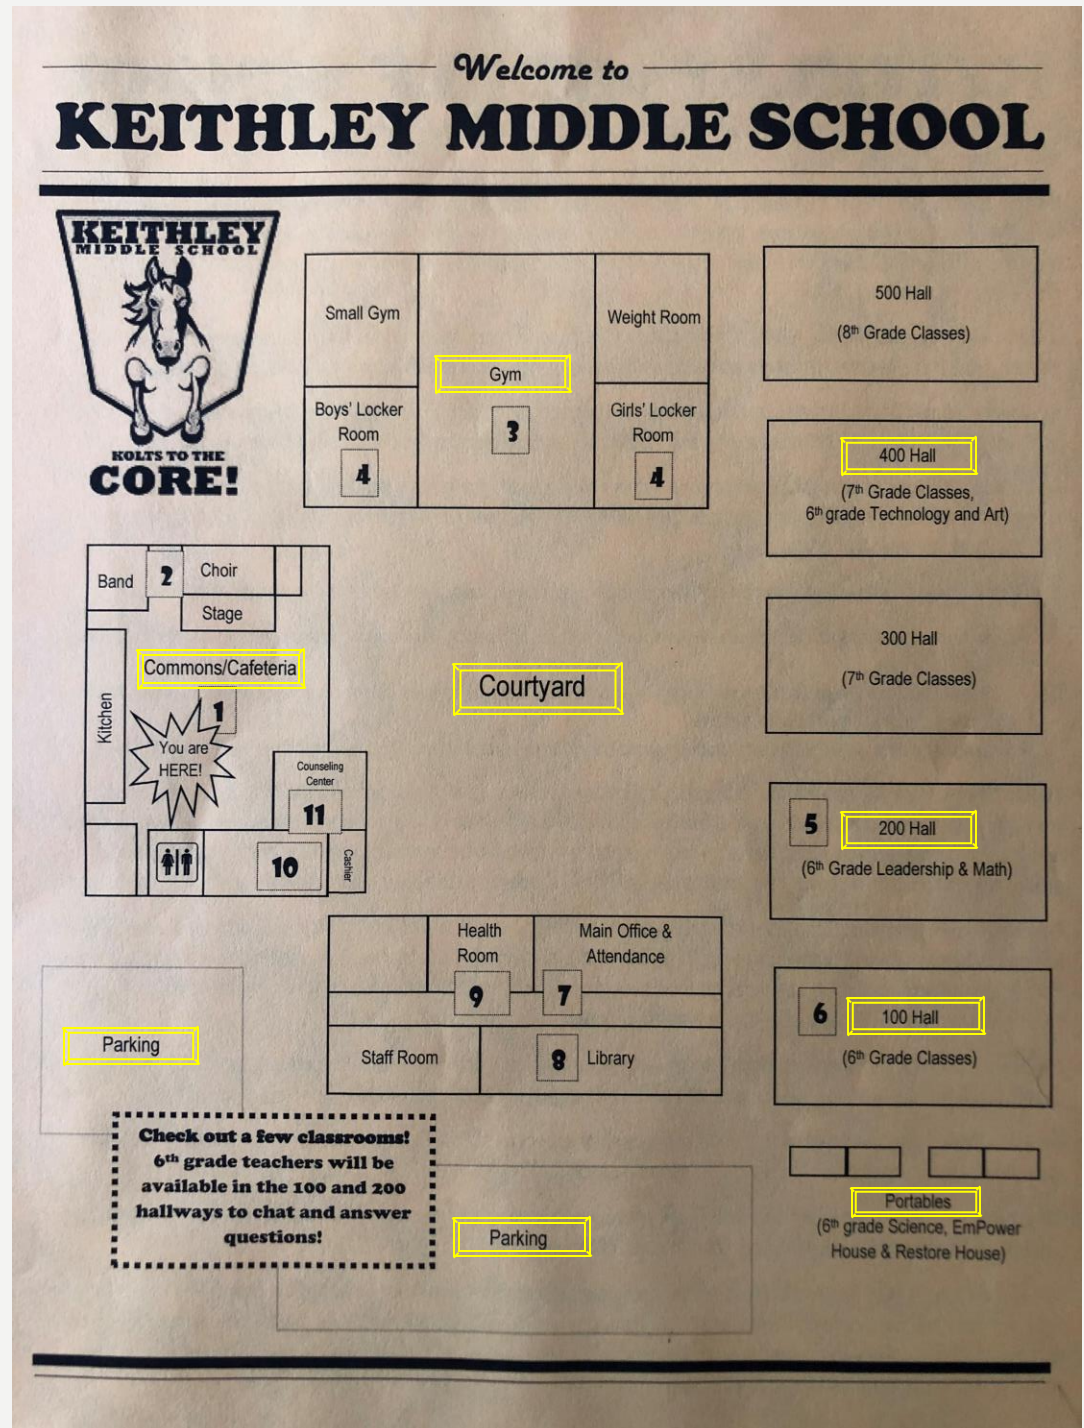 Welcome to
KEITHLEY MIDDLE SCHOOL
KEITHLEY
MIDDLE SCHOOL
KOLTS TO THE
CORE!
Small Gym
Gym
3
Weight Room
Boys' Locker
Room
4
Girls' Locker
Room
4
500 Hall
(8th Grade Classes)
400 Hall
(7th Grade Classes,
6th grade Technology and Art)
300 Hall
(7th Grade Classes)
5
200 Hall
(6th Grade Leadership & Math)
6
100 Hall
(6th Grade Classes)
Portables
(6th grade Science, EmPower
House & Restore House)
Band
2
Choir
Stage
Commons/Cafeteria
1
Kitchen
You are
HERE!
Counseling
Center
11
10
Cashier
Courtyard
Health
Room
9
Main Office &
Attendance
7
Staff Room
8
Library
Parking
Check out a few classrooms!
6th grade teachers will be
available in the 100 and 200
hallways to chat and answer
questions!
Parking